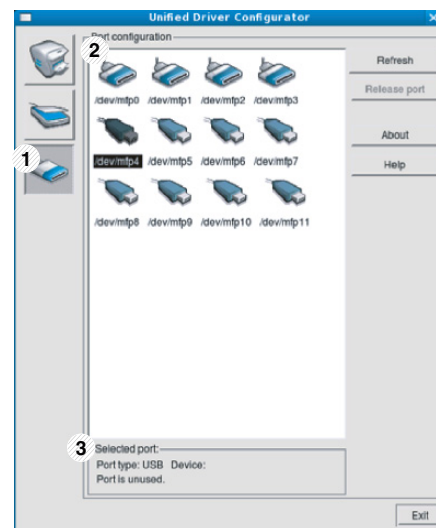 Unified Driver Configurator
Port configuration
2
/dev/mfp0 /dev/mfp1 /dev/mfp2 /dev/mfp3
Refresh
Release port
About
Help
1
/dev/mfp4 /dev/mfp5 /dev/mfp6 /dev/mfp7
/dev/mfp8 /dev/mfp9 /dev/mfp10 /dev/mfp11
3
Selected port:
Port type: USB Device:
Port is unused.
Exit